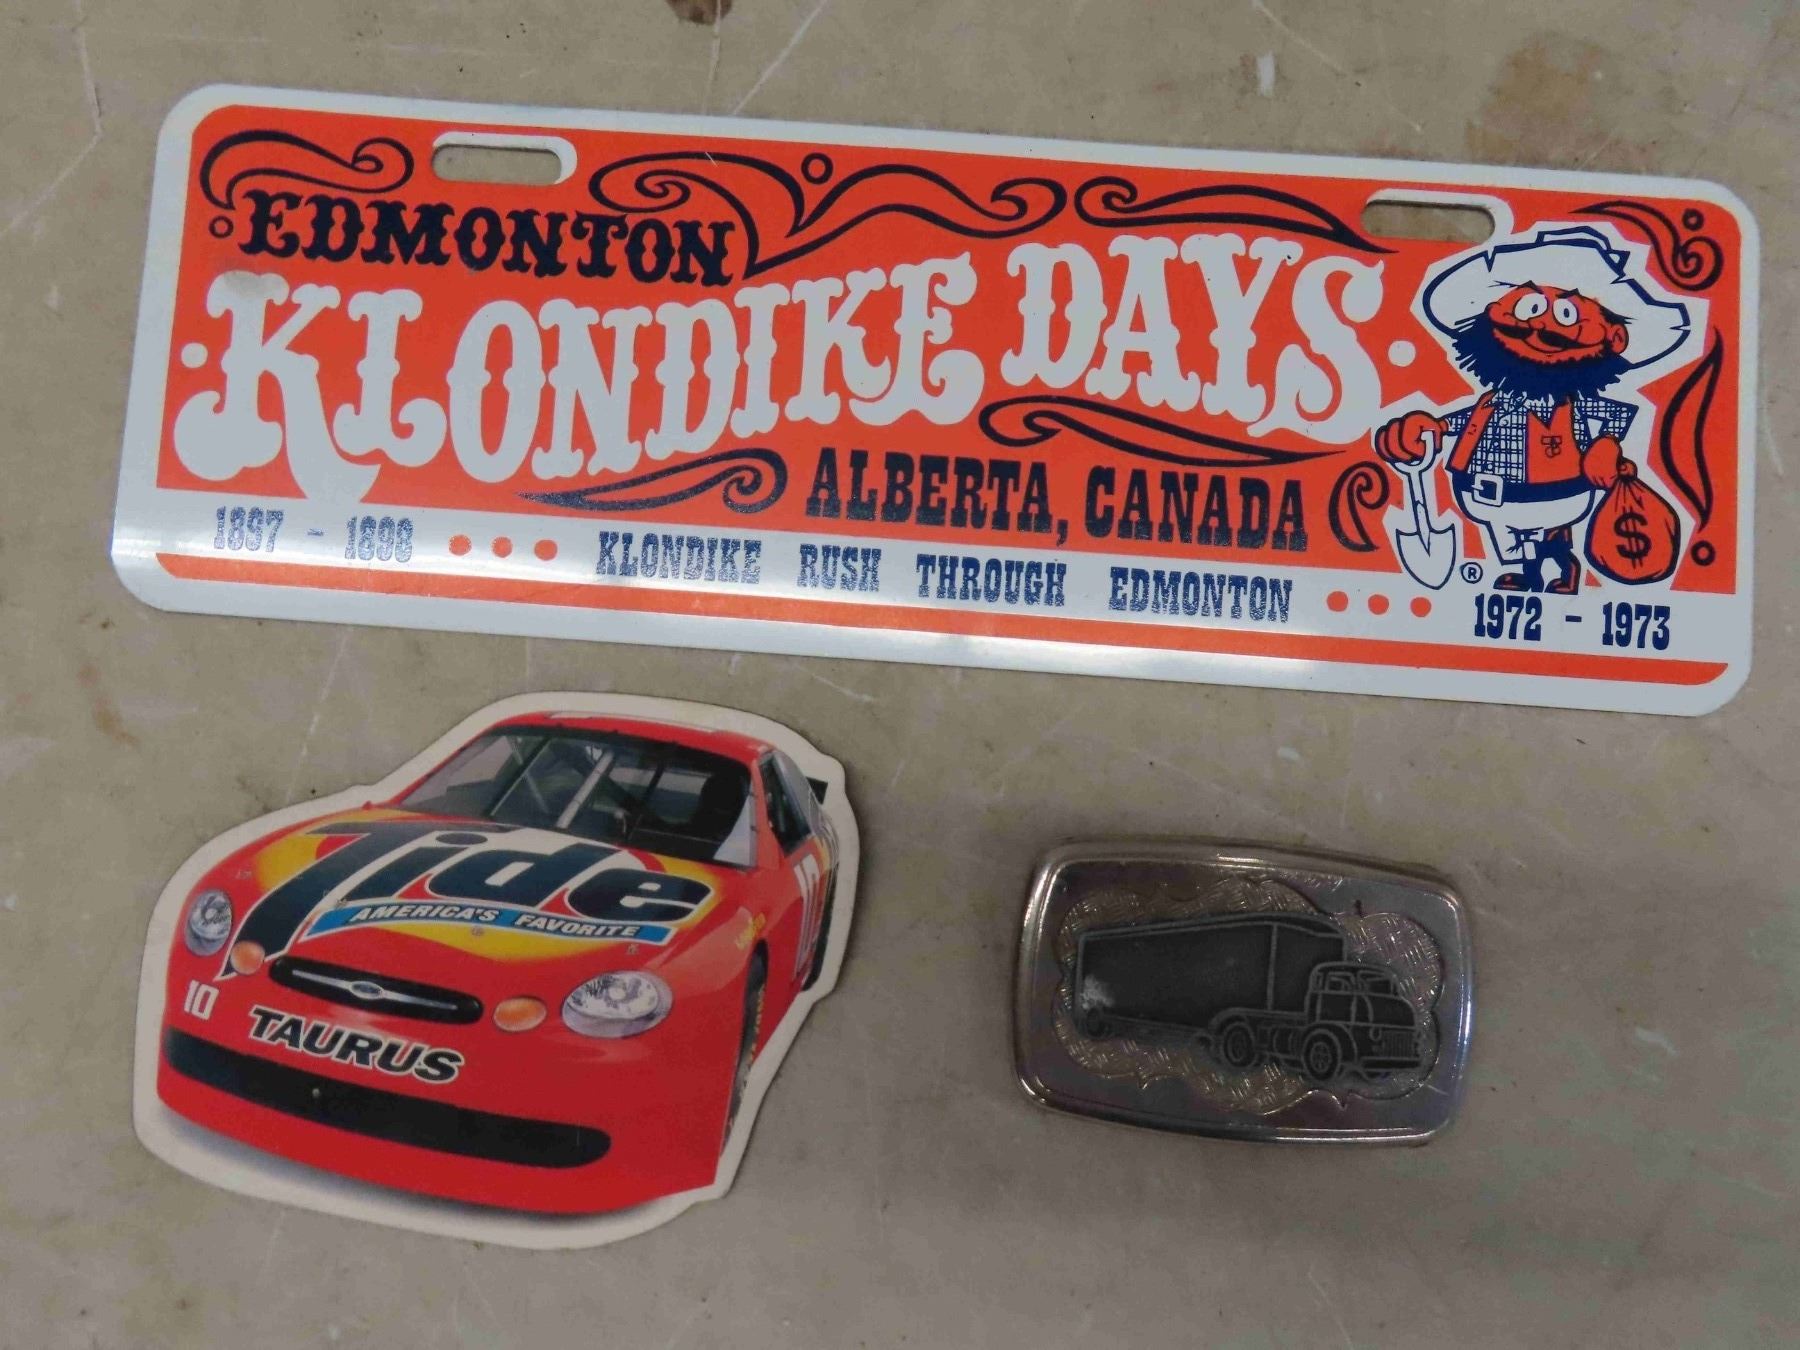 EDMONTON
KLONDIKE DAYS
ALBERTA, CANADA
1897 - 1898 ••• KLONDIKE RUSH THROUGH EDMONTON ••• 1972 - 1973
$
®
Tide
AMERICA'S FAVORITE
10
10
TAURUS